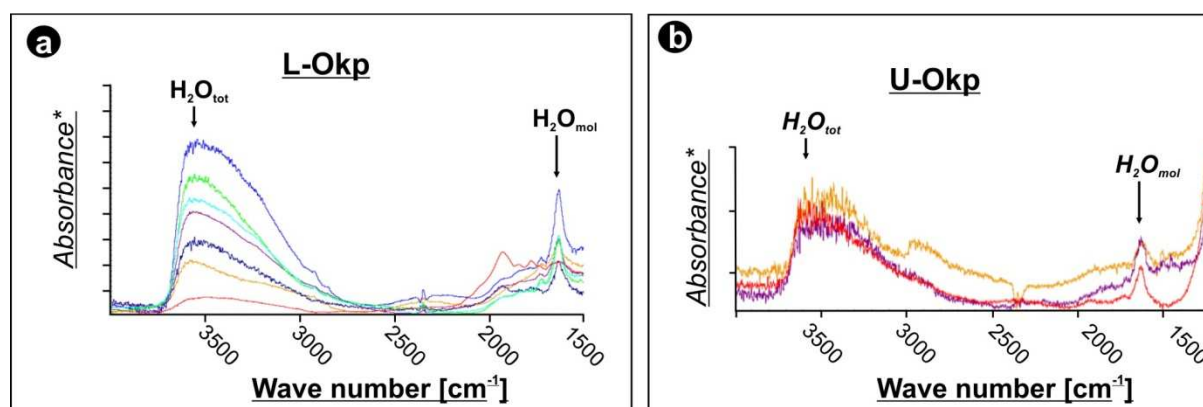 a
L-Okp
H₂Oₜₒₜ
H₂Oₘₒₗ
Absorbance*
3500
3000
2500
2000
1500
Wave number [cm⁻¹]
b
U-Okp
H₂Oₜₒₜ
H₂Oₘₒₗ
Absorbance*
3500
3000
2500
2000
1500
Wave number [cm⁻¹]